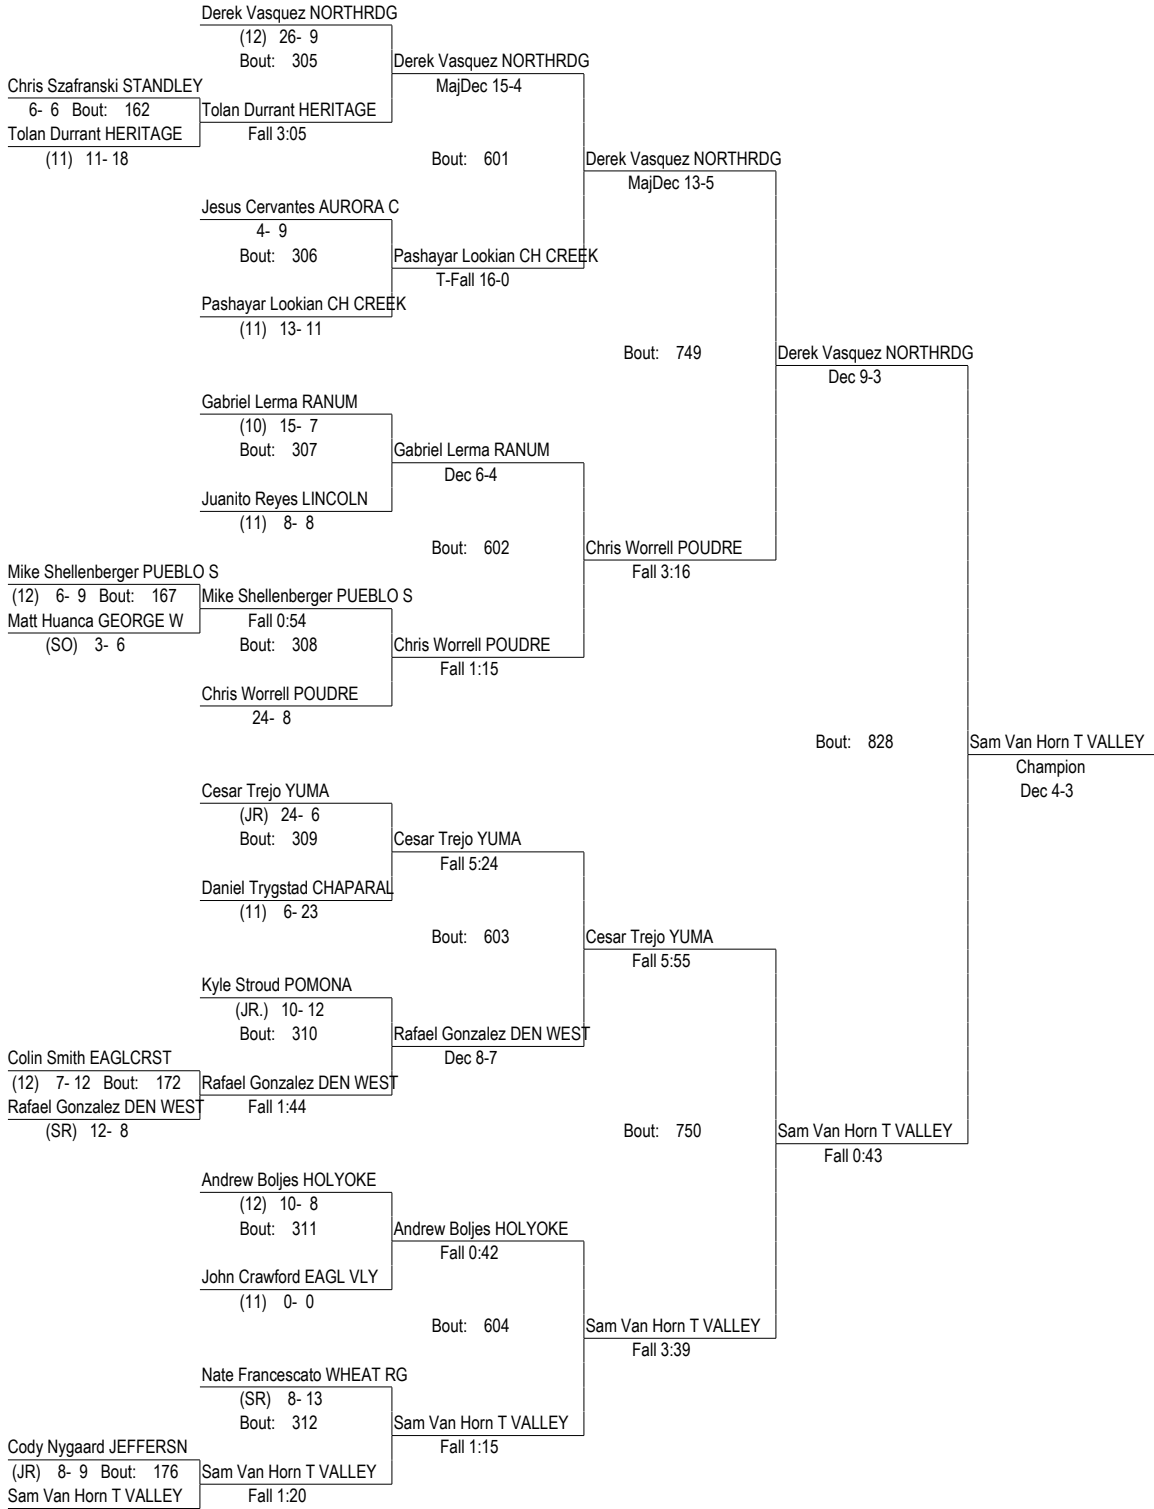 Derek Vasquez NORTHRDG
(12) 26- 9
Bout: 305 Derek Vasquez NORTHRDG
Chris Szafranski STANDLEY MajDec 15-4
6- 6 Bout: 162 Tolan Durrant HERITAGE
Tolan Durrant HERITAGE Fall 3:05
(11) 11- 18 Bout: 601 Derek Vasquez NORTHRDG
MajDec 13-5
Jesus Cervantes AURORA C
4- 9
Bout: 306 Pashayar Lookian CH CREEK
T-Fall 16-0
Pashayar Lookian CH CREEK
(11) 13- 11
Bout: 749 Derek Vasquez NORTHRDG
Dec 9-3
Gabriel Lerma RANUM
(10) 15- 7
Bout: 307 Gabriel Lerma RANUM
Dec 6-4
Juanito Reyes LINCOLN
(11) 8- 8
Bout: 602 Chris Worrell POUDRE
Mike Shellenberger PUEBLO S Fall 3:16
(12) 6- 9 Bout: 167 Mike Shellenberger PUEBLO S
Matt Huanca GEORGE W Fall 0:54
(SO) 3- 6 Bout: 308 Chris Worrell POUDRE
Fall 1:15
Chris Worrell POUDRE
24- 8
Bout: 828 Sam Van Horn T VALLEY
Champion
Cesar Trejo YUMA Dec 4-3
(JR) 24- 6
Bout: 309 Cesar Trejo YUMA
Fall 5:24
Daniel Trygstad CHAPARAL
(11) 6- 23
Bout: 603 Cesar Trejo YUMA
Fall 5:55
Kyle Stroud POMONA
(JR.) 10- 12
Bout: 310 Rafael Gonzalez DEN WEST
Colin Smith EAGLCRST Dec 8-7
(12) 7- 12 Bout: 172 Rafael Gonzalez DEN WEST
Rafael Gonzalez DEN WEST Fall 1:44
(SR) 12- 8 Bout: 750 Sam Van Horn T VALLEY
Fall 0:43
Andrew Boljes HOLYOKE
(12) 10- 8
Bout: 311 Andrew Boljes HOLYOKE
Fall 0:42
John Crawford EAGL VLY
(11) 0- 0
Bout: 604 Sam Van Horn T VALLEY
Fall 3:39
Nate Francescato WHEAT RG
(SR) 8- 13
Bout: 312 Sam Van Horn T VALLEY
Cody Nygaard JEFFERSN Fall 1:15
(JR) 8- 9 Bout: 176 Sam Van Horn T VALLEY
Sam Van Horn T VALLEY Fall 1:20